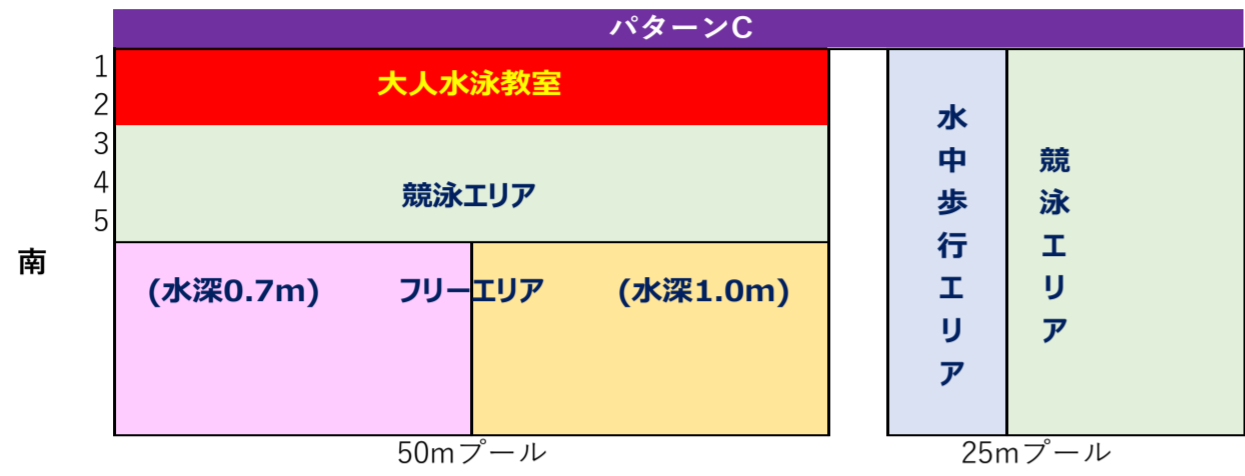 パターンC
1
2
3
4
5
大人水泳教室
競泳エリア
南
(水深0.7m) フリーエリア (水深1.0m)
50mプール
水中歩行エリア
競泳エリア
25mプール